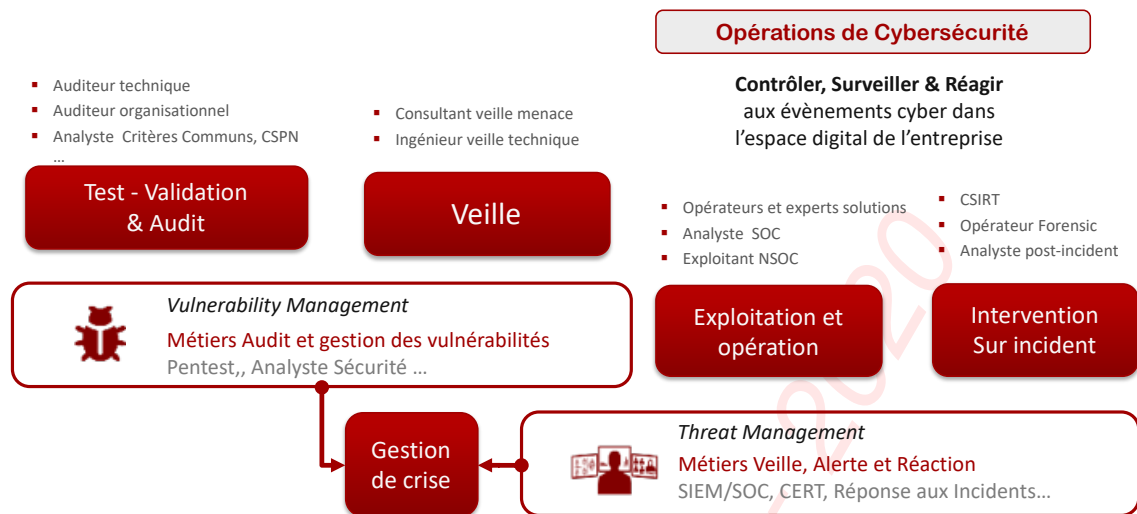 Opérations de Cybersécurité
Contrôler, Surveiller & Réagir
aux évènements cyber dans
l'espace digital de l'entreprise
▪ Auditeur technique
▪ Auditeur organisationnel
▪ Analyste Critères Communs, CSPN
…
Test - Validation
& Audit
▪ Consultant veille menace
▪ Ingénieur veille technique
Veille
▪ Opérateurs et experts solutions
▪ Analyste SOC
▪ Exploitant NSOC
Exploitation et
opération
▪ CSIRT
▪ Opérateur Forensic
▪ Analyste post-incident
Intervention
Sur incident
Vulnerability Management
Métiers Audit et gestion des vulnérabilités
Pentest,, Analyste Sécurité …
Gestion
de crise
Threat Management
Métiers Veille, Alerte et Réaction
SIEM/SOC, CERT, Réponse aux Incidents…
- 2020